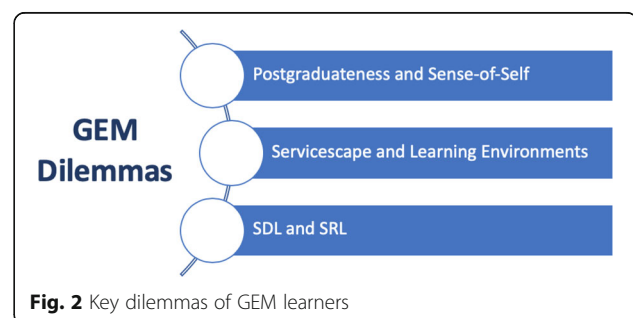 GEM
Dilemmas
Postgraduateness and Sense-of-Self
Servicescape and Learning Environments
SDL and SRL
Fig. 2 Key dilemmas of GEM learners